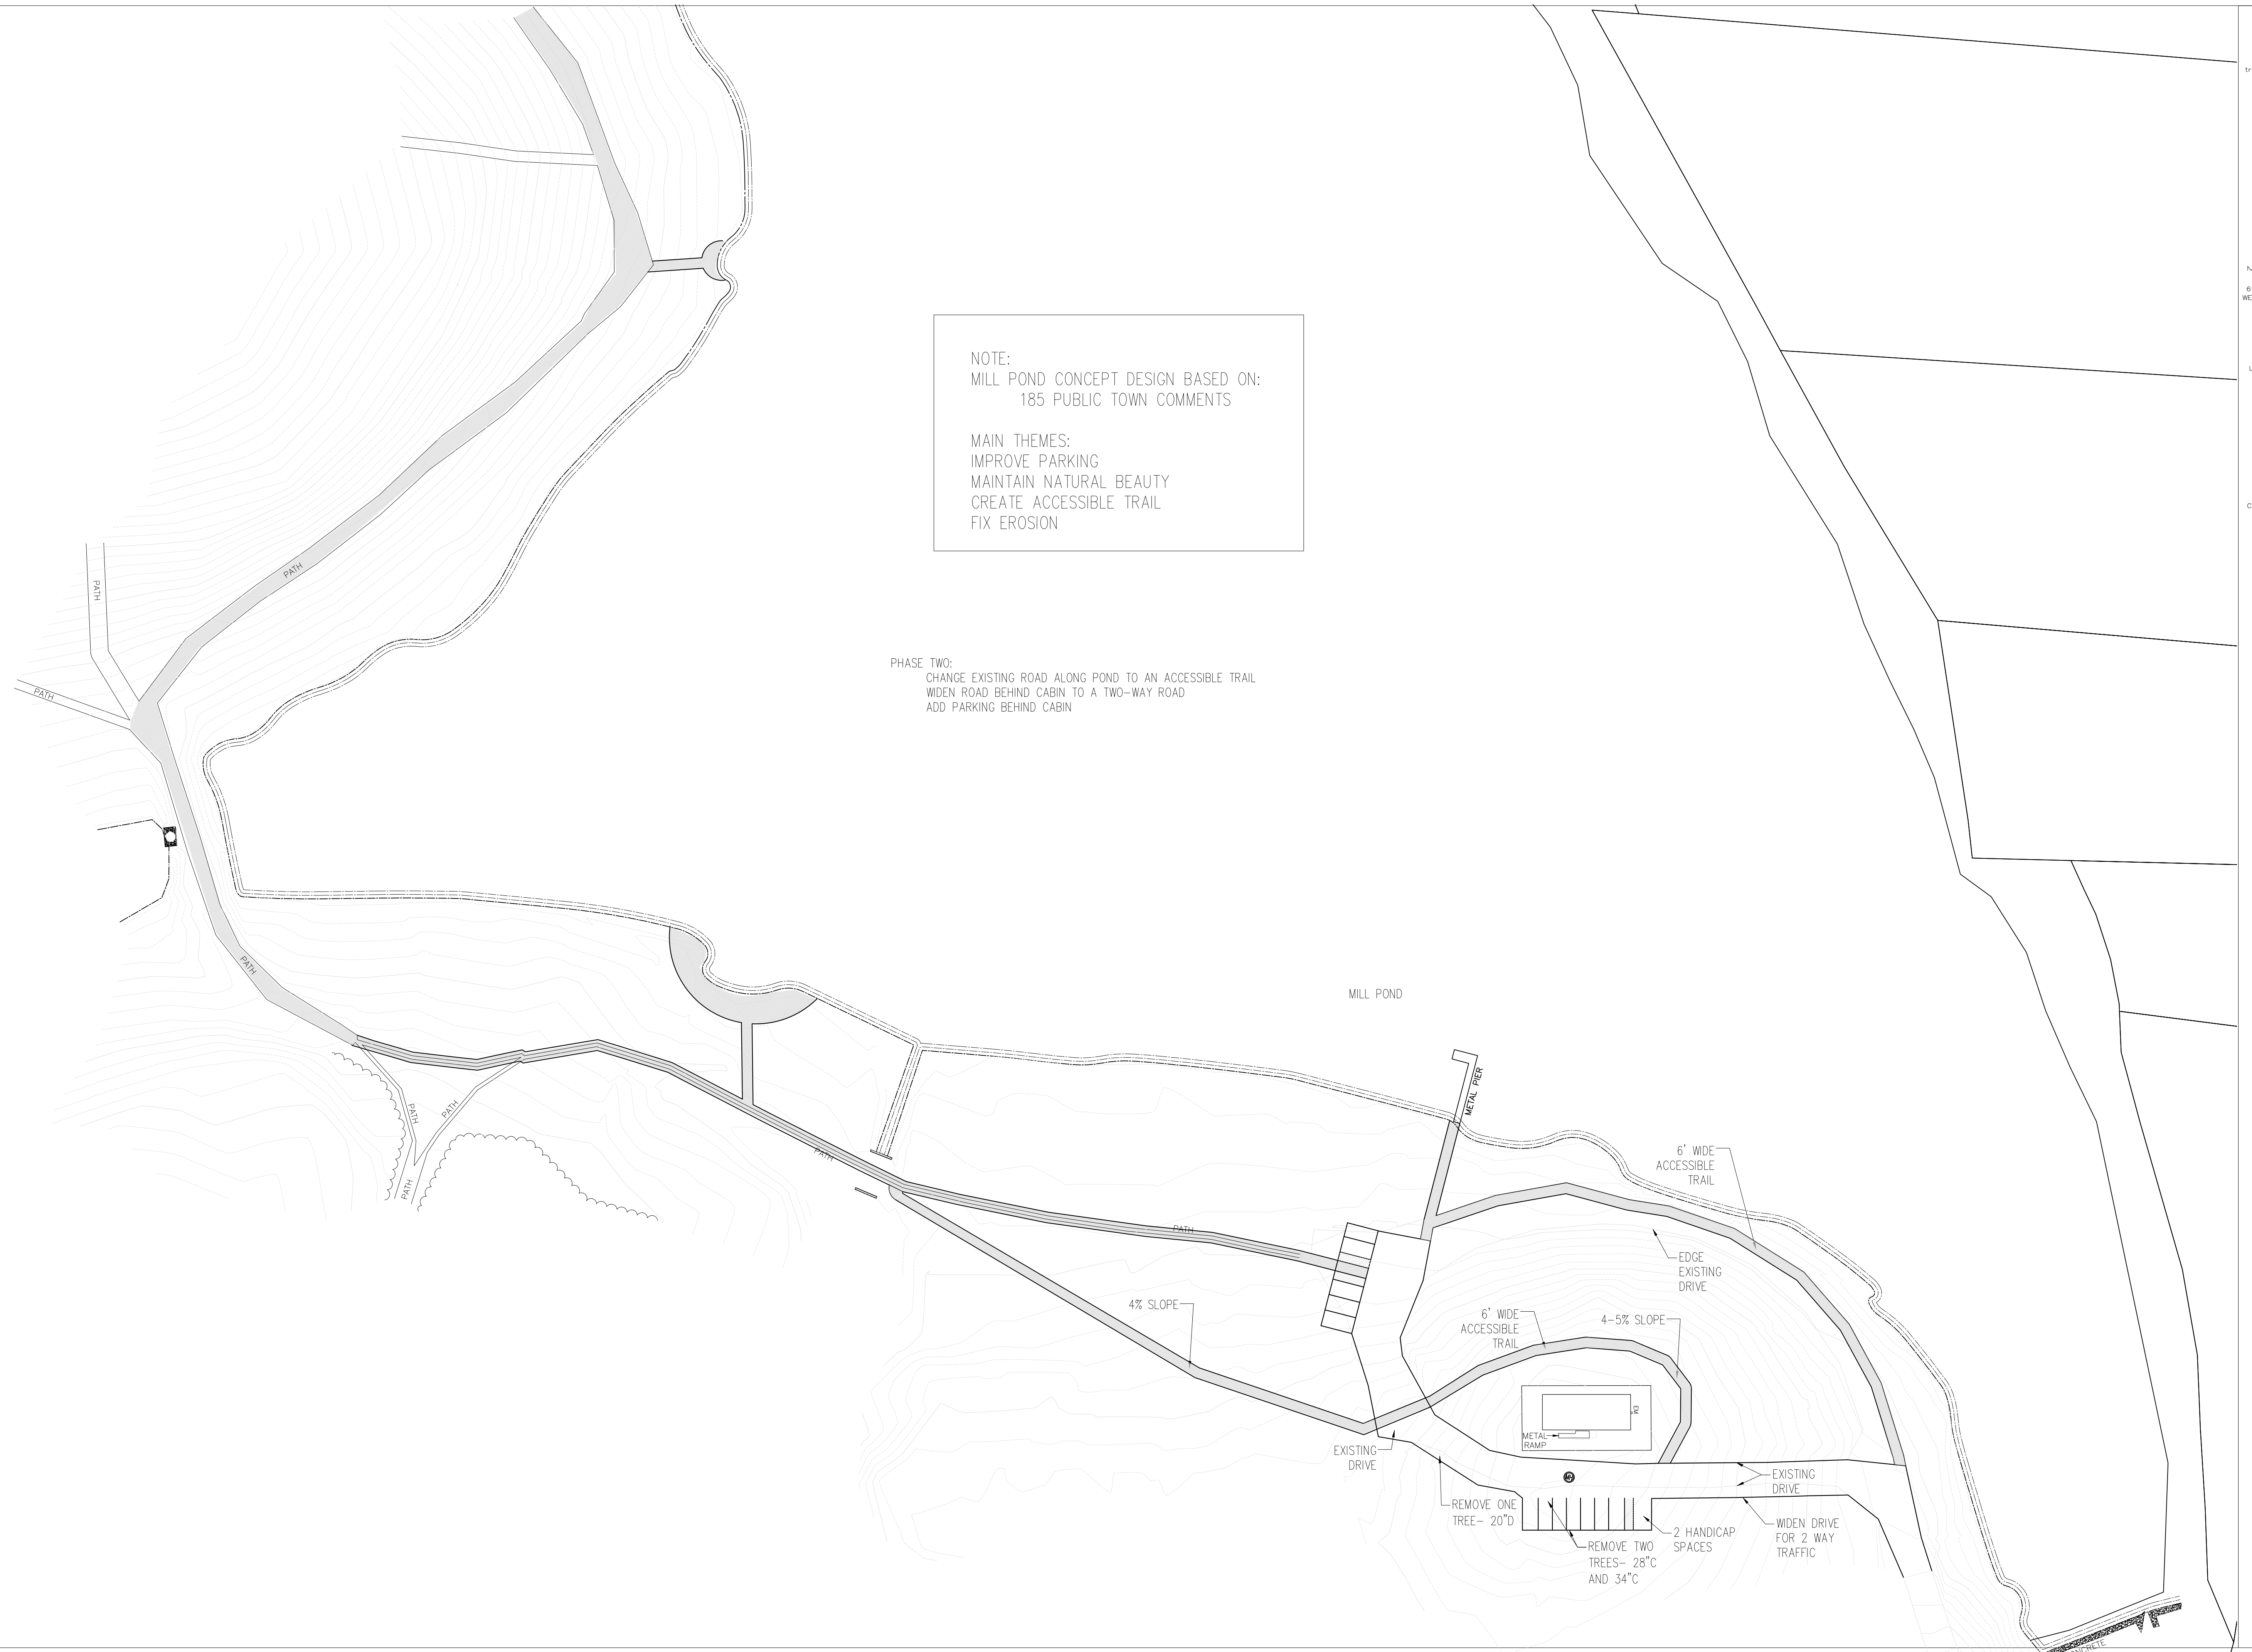 NOTE:
MILL POND CONCEPT DESIGN BASED ON:
185 PUBLIC TOWN COMMENTS
MAIN THEMES:
IMPROVE PARKING
MAINTAIN NATURAL BEAUTY
CREATE ACCESSIBLE TRAIL
FIX EROSION
PATH
PATH
PATH
PHASE TWO:
CHANGE EXISTING ROAD ALONG POND TO AN ACCESSIBLE TRAIL
WIDEN ROAD BEHIND CABIN TO A TWO-WAY ROAD
ADD PARKING BEHIND CABIN
PATH
MILL POND
METAL PIER
PATH
PATH
PATH
PATH
PATH
6' WIDE
ACCESSIBLE
TRAIL
EDGE
EXISTING
DRIVE
4% SLOPE
6' WIDE
ACCESSIBLE
TRAIL
4-5% SLOPE
EM
METAL
RAMP
EXISTING
DRIVE
EXISTING
DRIVE
REMOVE ONE
TREE- 20"D
REMOVE TWO
TREES- 28"C
AND 34"C
2 HANDICAP
SPACES
WIDEN DRIVE
FOR 2 WAY
TRAFFIC